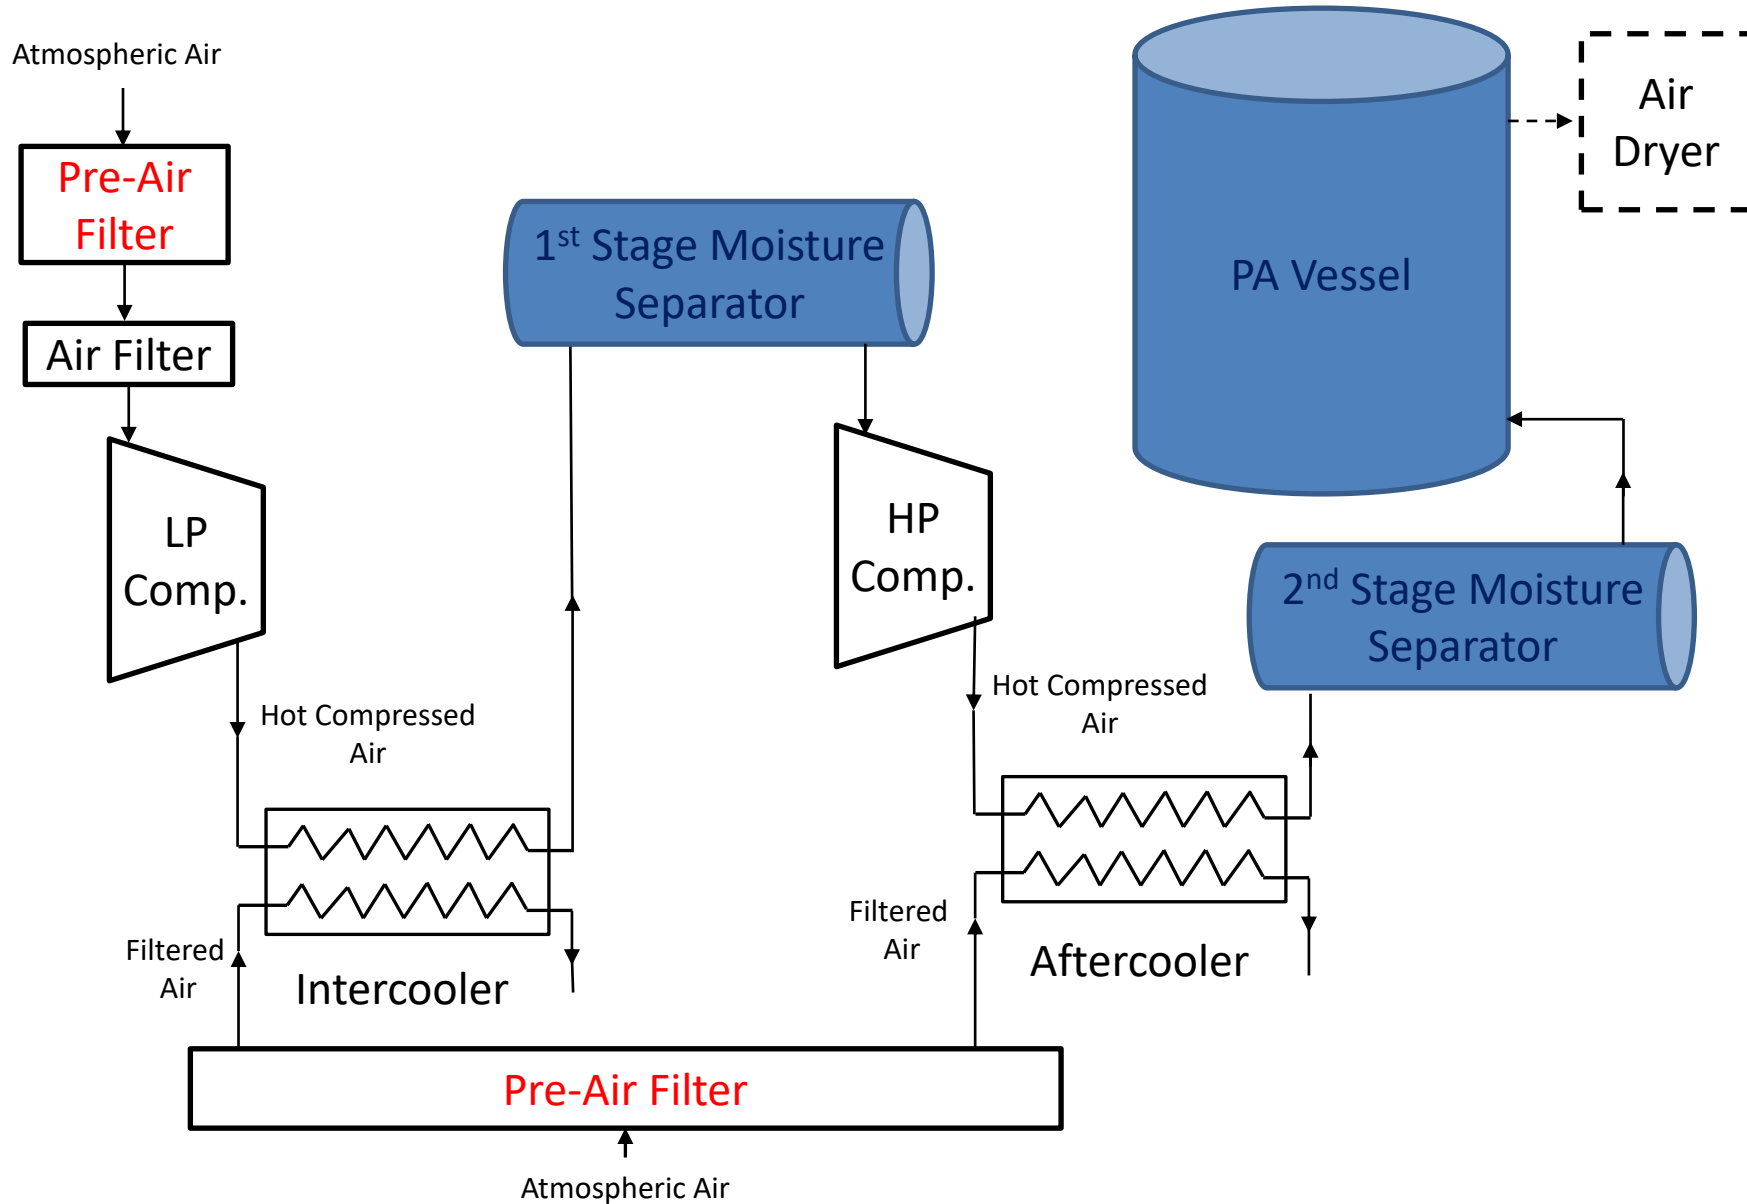 Atmospheric Air
Pre-Air
Filter
Air Filter
LP
Comp.
Hot Compressed
Air
Filtered
Air
Intercooler
1st Stage Moisture
Separator
HP
Comp.
Hot Compressed
Air
Filtered
Air
Aftercooler
2nd Stage Moisture
Separator
PA Vessel
Air
Dryer
Pre-Air Filter
Atmospheric Air